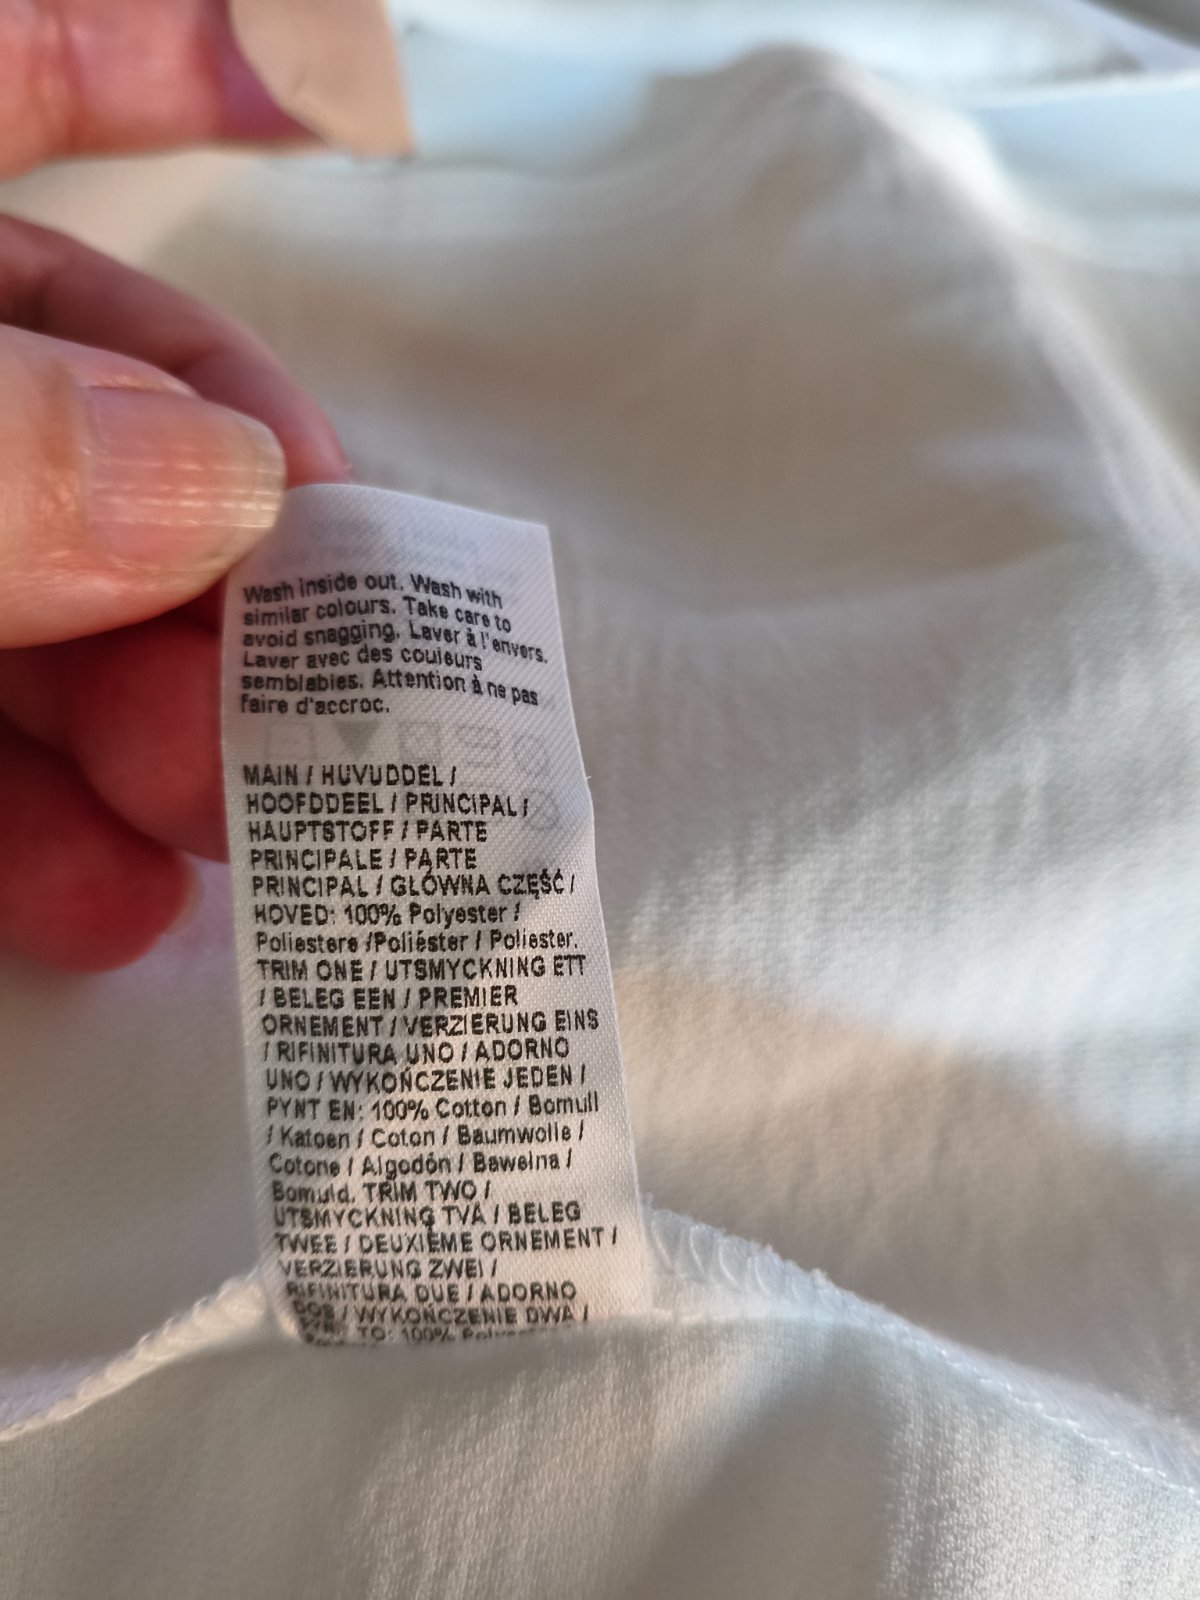 Wash inside out. Wash with
similar colours. Take care to
avoid snagging. Laver à l'envers.
Laver avec des couleurs
semblables. Attention à ne pas
faire d'accroc.
MAIN / HUVUDDEL /
HOOFDDEEL / PRINCIPAL /
HAUPTSTOFF / PARTE
PRINCIPALE / PARTE
PRINCIPAL / GŁÓWNA CZĘŚĆ /
HOVED: 100% Polyester /
Poliestere /Poliéster / Poliester.
TRIM ONE / UTSMYCKNING ETT
/ BELEG EEN / PREMIER
ORNEMENT / VERZIERUNG EINS
/ RIFINITURA UNO / ADORNO
UNO / WYKOŃCZENIE JEDEN /
PYNT EN: 100% Cotton / Bomull
/ Katoen / Coton / Baumwolle /
Cotone / Algodón / Bawełna /
Bomuld. TRIM TWO /
UTSMYCKNING TVÅ / BELEG
TWEE / DEUXIÈME ORNEMENT /
VERZIERUNG ZWEI /
RIFINITURA DUE / ADORNO
DOS / WYKOŃCZENIE DWA /
TO: 100%